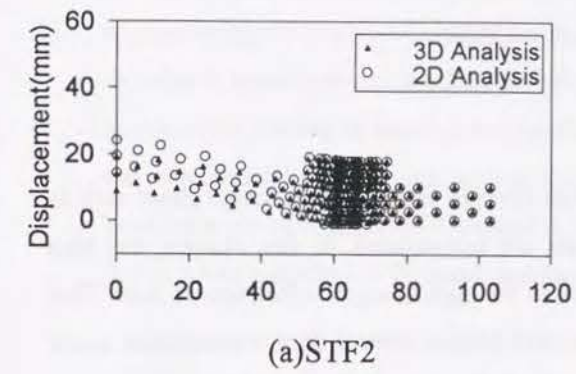 60
40
20
0
Displacement(mm)
3D Analysis
2D Analysis
0 20 40 60 80 100 120
(a)STF2